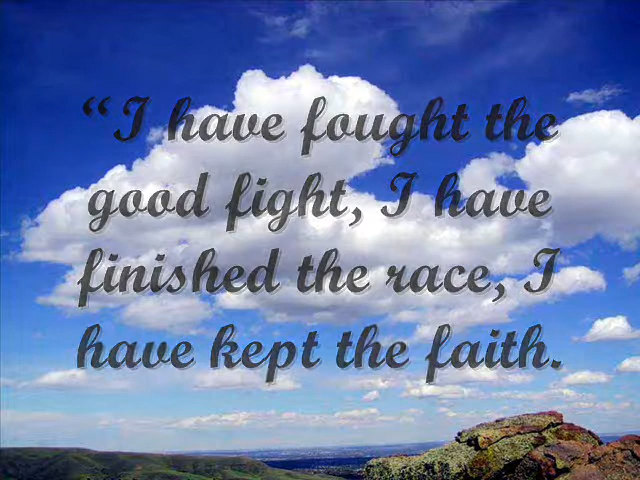 “I have fought the
good fight, I have
finished the race, I
have kept the faith.